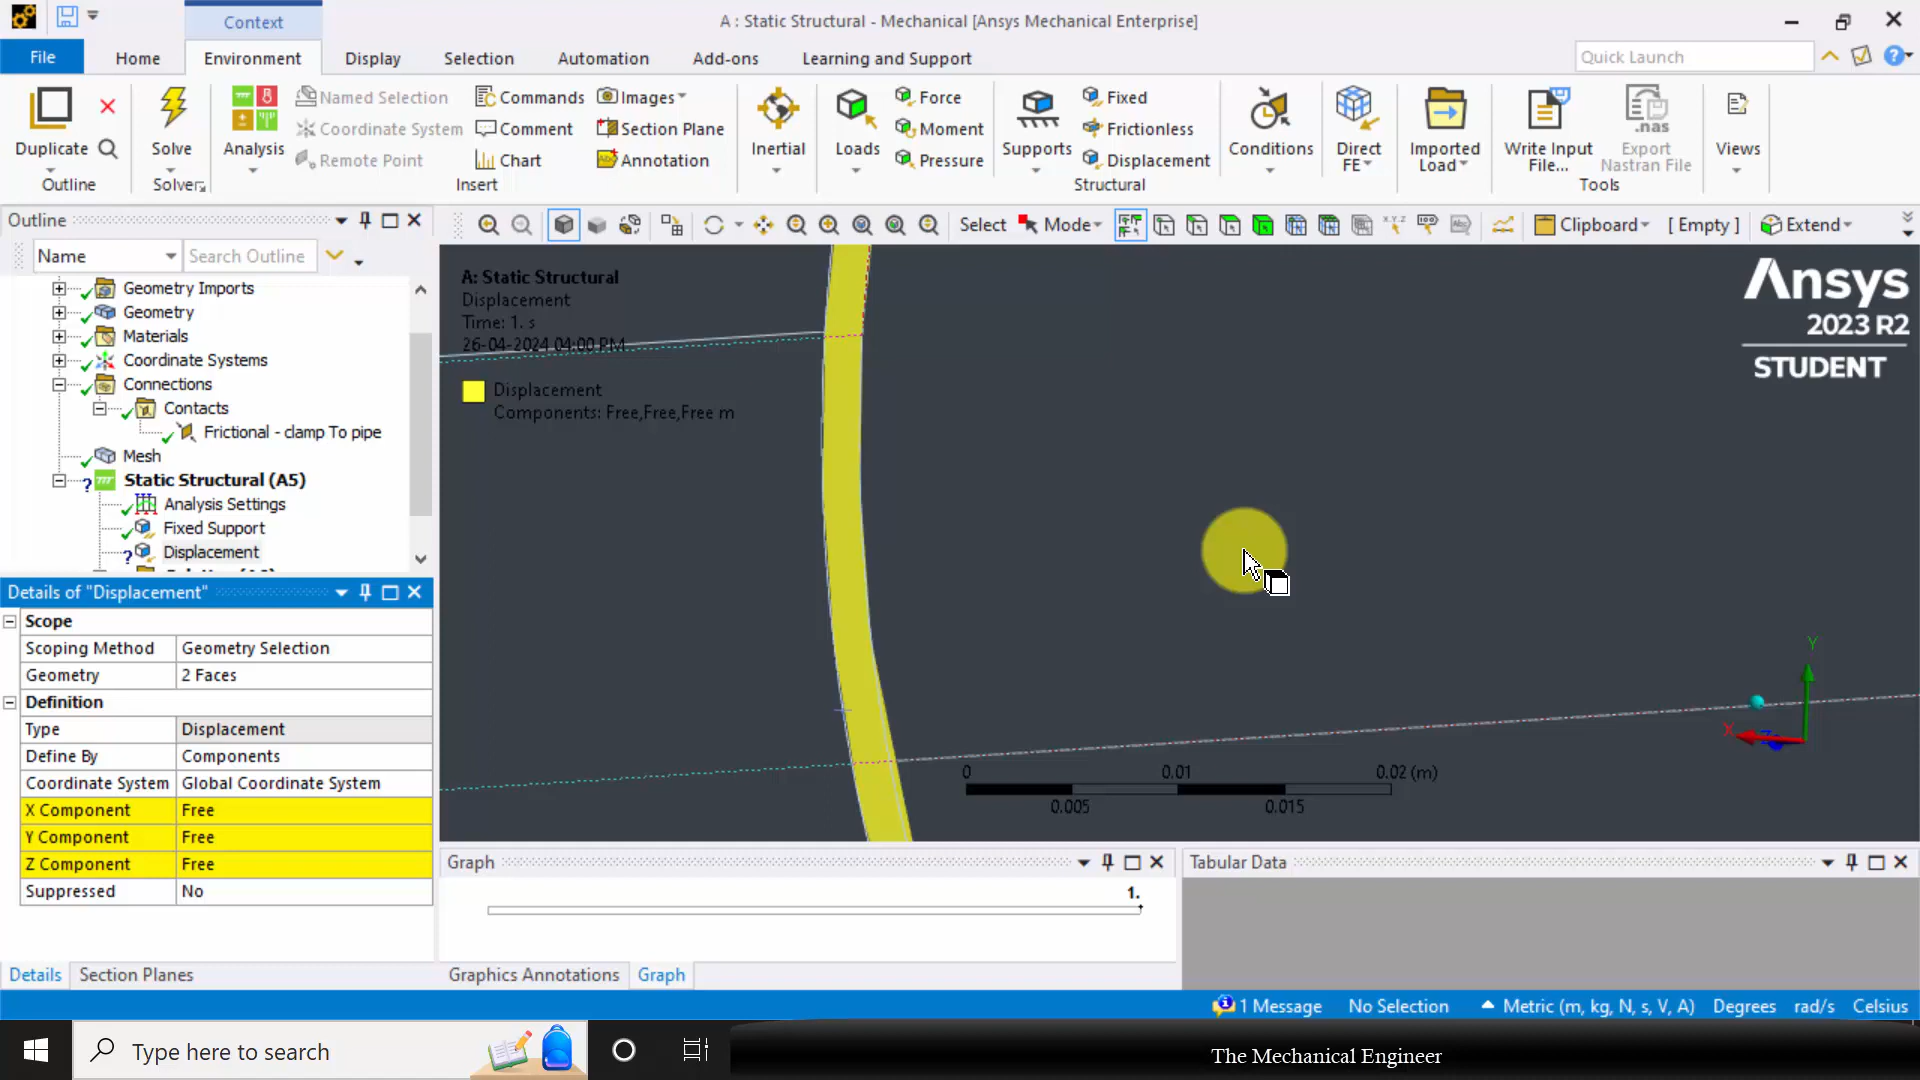 Context
A : Static Structural - Mechanical [Ansys Mechanical Enterprise]
File
Home
Environment
Display
Selection
Automation
Add-ons
Learning and Support
Quick Launch
Duplicate
Outline
Solve
Solver
Analysis
Named Selection
Coordinate System
Remote Point
Commands
Comment
Chart
Images
Section Plane
Annotation
Insert
Inertial
Loads
Force
Moment
Pressure
Supports
Fixed
Frictionless
Displacement
Structural
Conditions
Direct
FE
Imported
Load
Write Input
File...
.nas
Export
Nastran File
Tools
Views
Outline
Name
Search Outline
Select
Mode
Clipboard
[ Empty ]
Extend
Geometry Imports
Geometry
Materials
Coordinate Systems
Connections
Contacts
Frictional - clamp To pipe
Mesh
Static Structural (A5)
Analysis Settings
Fixed Support
Displacement
A: Static Structural
Displacement
Time: 1. s
26-04-2024 04:00 PM
Displacement
Components: Free,Free,Free m
Ansys
2023 R2
STUDENT
Y
X
Z
0
0.01
0.02 (m)
0.005
0.015
Details of "Displacement"
Scope
Scoping Method
Geometry Selection
Geometry
2 Faces
Definition
Type
Displacement
Define By
Components
Coordinate System
Global Coordinate System
X Component
Free
Y Component
Free
Z Component
Free
Suppressed
No
Graph
1.
Tabular Data
Details
Section Planes
Graphics Annotations
Graph
1 Message
No Selection
Metric (m, kg, N, s, V, A)
Degrees
rad/s
Celsius
Type here to search
The Mechanical Engineer